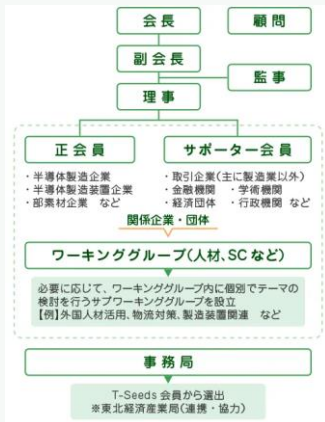 会長
顧問
副会長
監事
理事
正会員
サポーター会員
・半導体製造企業
・半導体製造装置企業
・部素材企業 など
・取引企業(主に製造業以外)
・金融機関 ・学術機関
・経済団体 ・行政機関 など
関係企業・団体
ワーキンググループ(人材、SCなど)
必要に応じて、ワーキンググループ内に個別でテーマの
検討を行うサブワーキンググループを設立
【例】外国人材活用、物流対策、製造装置関連 など
事務局
T-Seeds 会員から選出
※東北経済産業局(連携・協力)